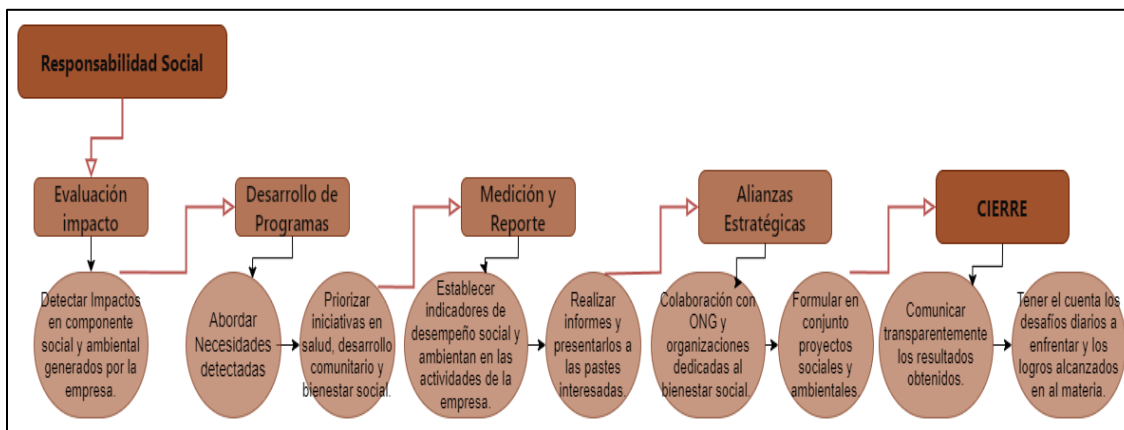 Responsabilidad Social
Evaluación
impacto
Desarrollo de
Programas
Medición y
Reporte
Alianzas
Estratégicas
CIERRE
Detectar Impactos
en componente
social y ambiental
generados por la
empresa.
Abordar
Necesidades
detectadas
Priorizar
iniciativas en
salud, desarrollo
comunitario y
bienestar social.
Establecer
indicadores de
desempeño social y
ambientan en las
actividades de la
empresa.
Realizar
informes y
presentarlos a
las pastes
interesadas.
Colaboración con
ONG y
organizaciones
dedicadas al
bienestar social.
Formular en
conjunto
proyectos
sociales y
ambientales.
Comunicar
transparentemente
los resultados
obtenidos.
Tener el cuenta los
desafíos diarios a
enfrentar y los
logros alcanzados
en al materia.